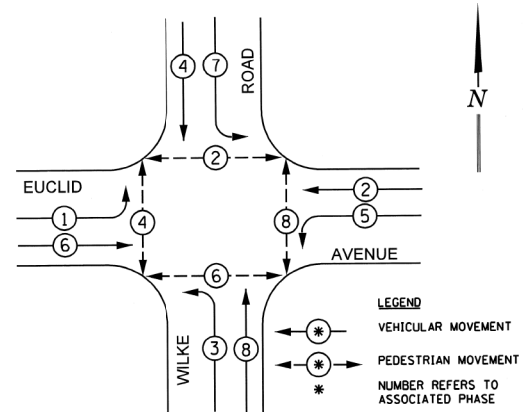 4
7
ROAD
N
2
EUCLID
2
1
4
8
5
6
AVENUE
6
LEGEND
WILKE
3
8
* VEHICULAR MOVEMENT
* PEDESTRIAN MOVEMENT
* NUMBER REFERS TO
ASSOCIATED PHASE